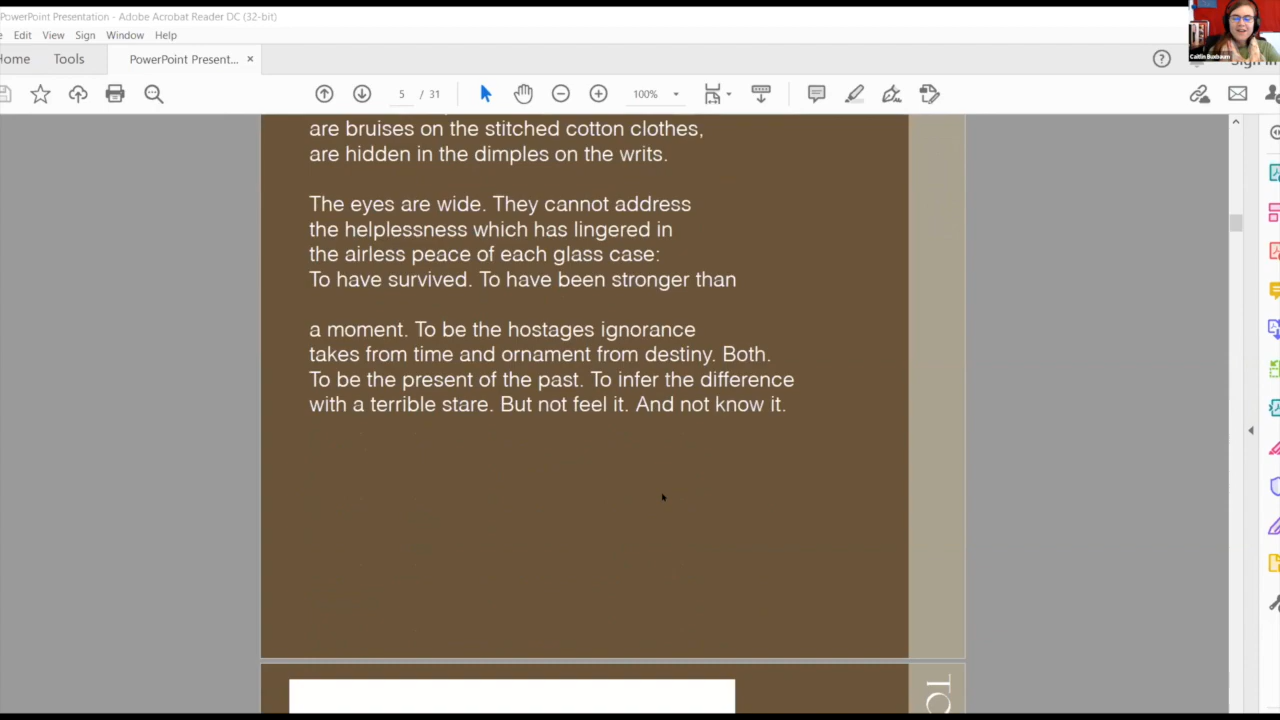 PowerPoint Presentation - Adobe Acrobat Reader DC (32-bit)
Edit View Sign Window Help
Home Tools PowerPoint Present... ×
5 / 31 100%
Caitlin Buxbaum
are bruises on the stitched cotton clothes,
are hidden in the dimples on the writs.
The eyes are wide. They cannot address
the helplessness which has lingered in
the airless peace of each glass case:
To have survived. To have been stronger than
a moment. To be the hostages ignorance
takes from time and ornament from destiny. Both.
To be the present of the past. To infer the difference
with a terrible stare. But not feel it. And not know it.
TO